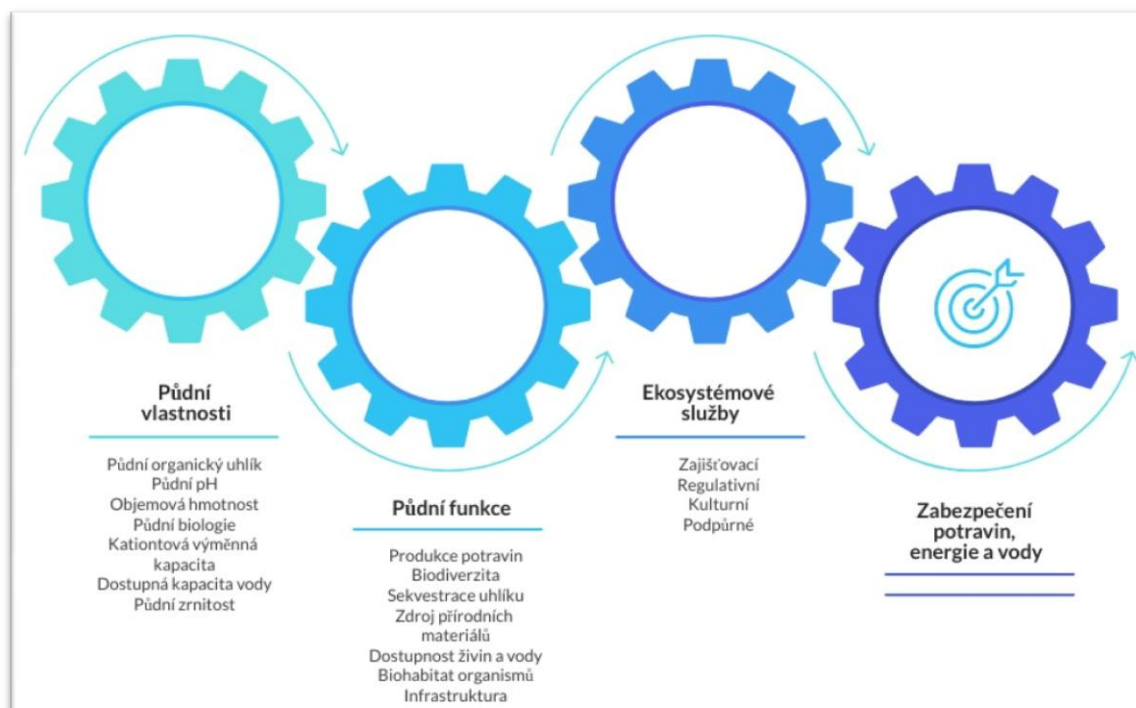 Půdní
vlastnosti
Půdní organický uhlík
Půdní pH
Objemová hmotnost
Půdní biologie
Kationtová výměnná
kapacita
Dostupná kapacita vody
Půdní zrnitost
Půdní funkce
Produkce potravin
Biodiverzita
Sekvestrace uhlíku
Zdroj přírodních
materiálů
Dostupnost živin a vody
Biohabitat organismů
Infrastruktura
Ekosystémové
služby
Zajišťovací
Regulativní
Kulturní
Podpůrné
Zabezpečení
potravin,
energie a vody